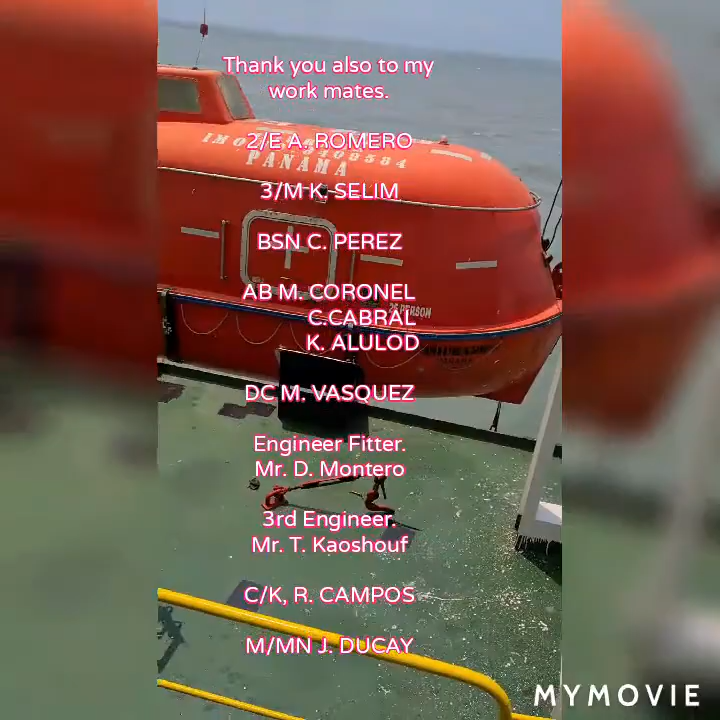 Thank you also to my
work mates.
2/E A. ROMERO
PANAMA
3/M K. SELIM
BSN C. PEREZ
AB M. CORONEL
PERSON
C.CABRAL
K. ALULOD
DC M. VASQUEZ
Engineer Fitter.
Mr. D. Montero
3rd Engineer.
Mr. T. Kaoshouf
C/K, R. CAMPOS
M/MN J. DUCAY
MYMOVIE